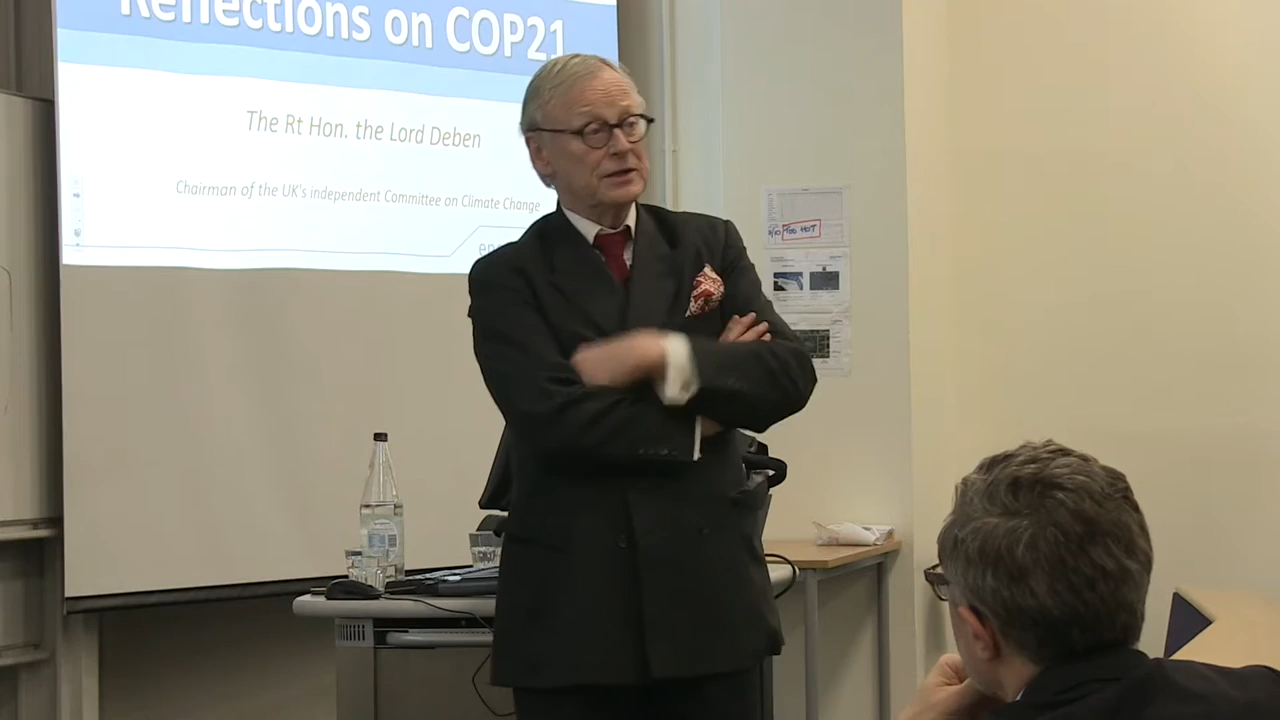 Reflections on COP21
The Rt Hon. the Lord Deben
Chairman of the UK's independent Committee on Climate Change
TOO HOT